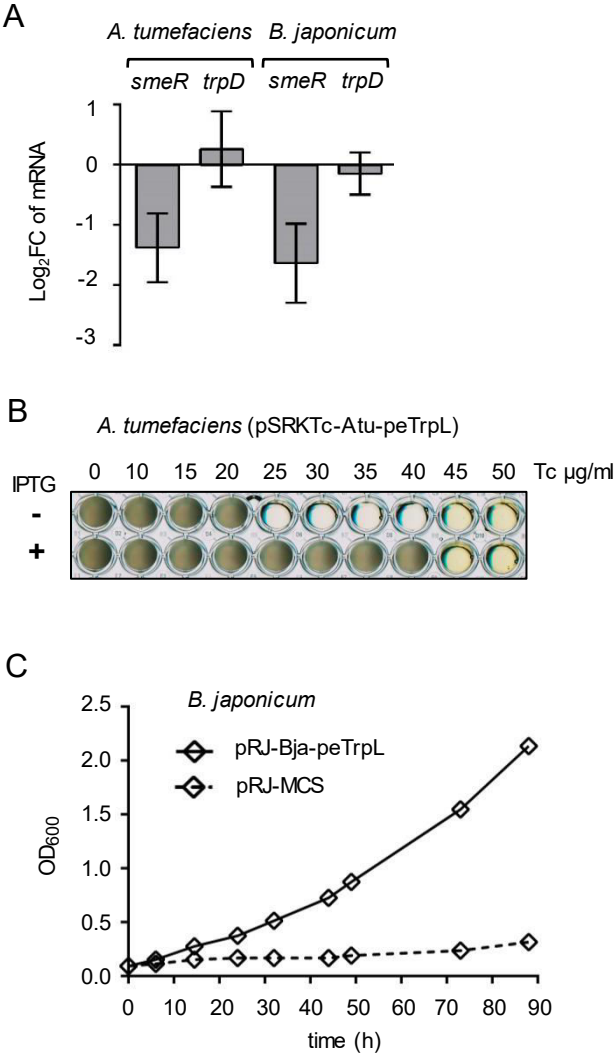 A
A. tumefaciens B. japonicum
smeR trpD smeR trpD
1
0
-1
-2
-3
Log2FC of mRNA
B
A. tumefaciens (pSRKTc-Atu-peTrpL)
IPTG 0 10 15 20 25 30 35 40 45 50 Tc µg/ml
-
+
C
B. japonicum
pRJ-Bja-peTrpL
pRJ-MCS
2.5
2.0
1.5
1.0
0.5
0.0
OD600
0 10 20 30 40 50 60 70 80 90
time (h)